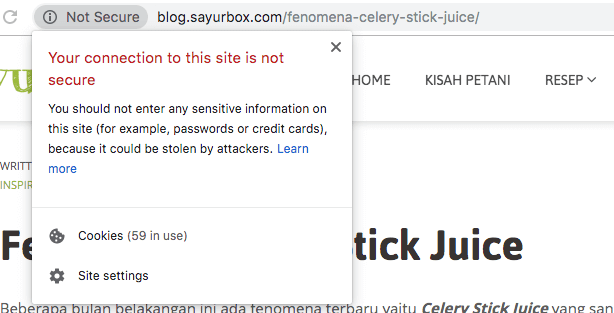 Not Secure blog.sayurbox.com/fenomena-celery-stick-juice/
Your connection to this site is not
secure
You should not enter any sensitive information on
this site (for example, passwords or credit cards),
because it could be stolen by attackers. Learn
more
Cookies (59 in use)
Site settings
HOME KISAH PETANI RESEP
WRITT
INSPIR
Fe tick Juice
Beberapa bulan belakangan ini ada fenomena terbaru yaitu Celery Stick Juice yang san